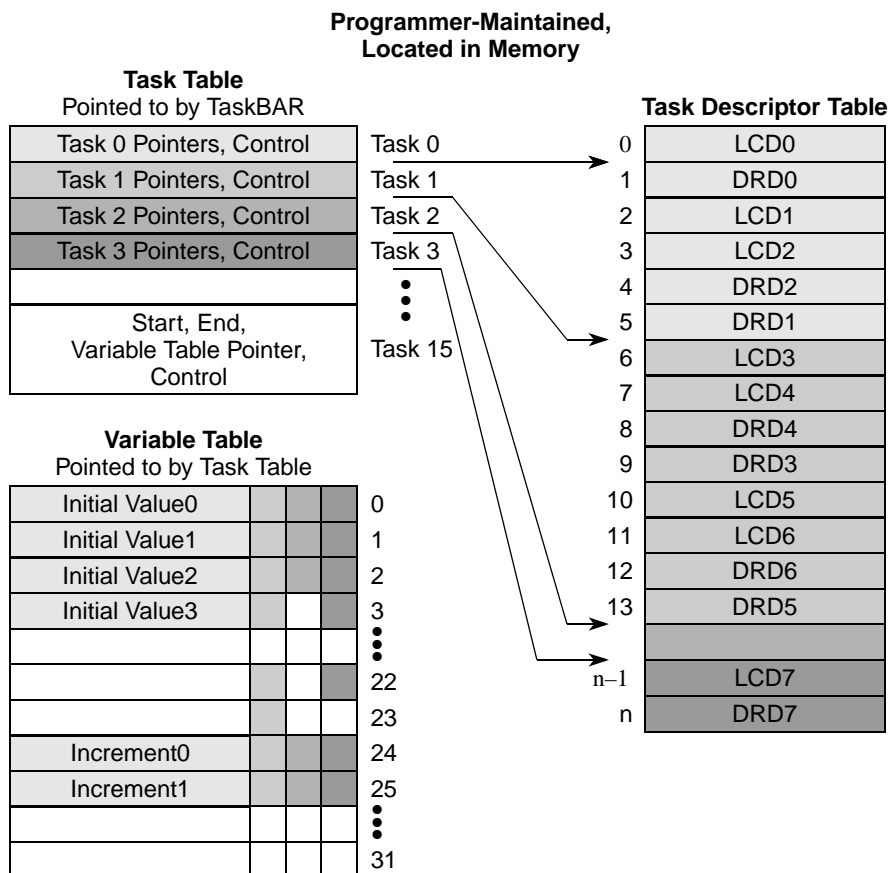 Programmer-Maintained,
Located in Memory
Task Table
Pointed to by TaskBAR
Task 0 Pointers, Control
Task 1 Pointers, Control
Task 2 Pointers, Control
Task 3 Pointers, Control
Start, End,
Variable Table Pointer,
Control
Task 0
Task 1
Task 2
Task 3
Task 15
Variable Table
Pointed to by Task Table
Initial Value0 0
Initial Value1 1
Initial Value2 2
Initial Value3 3
22
23
Increment0 24
Increment1 25
31
Task Descriptor Table
0 LCD0
1 DRD0
2 LCD1
3 LCD2
4 DRD2
5 DRD1
6 LCD3
7 LCD4
8 DRD4
9 DRD3
10 LCD5
11 LCD6
12 DRD6
13 DRD5
n–1 LCD7
n DRD7